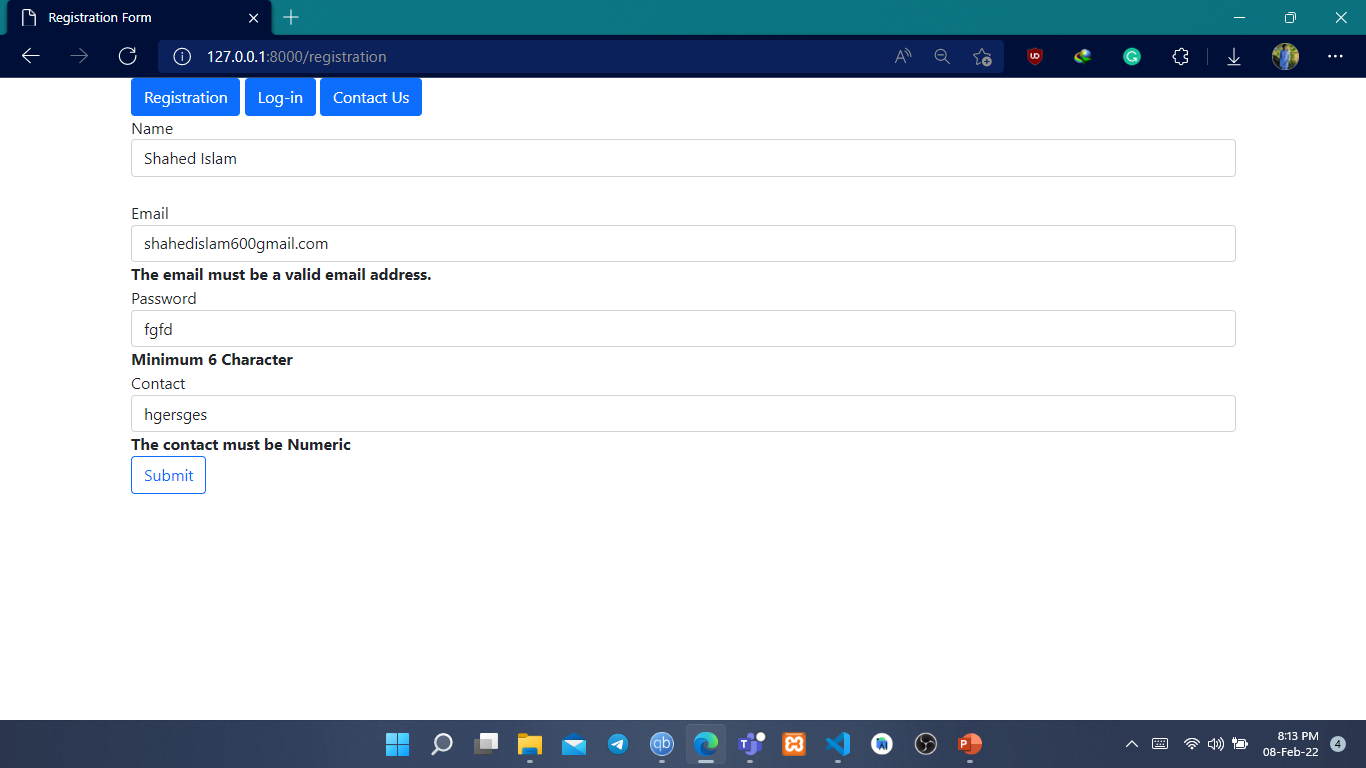 Registration Form
127.0.0.1:8000/registration
Registration Log-in Contact Us
Name
Shahed Islam
Email
shahedislam600gmail.com
The email must be a valid email address.
Password
fgfd
Minimum 6 Character
Contact
hgersges
The contact must be Numeric
Submit
8:13 PM
08-Feb-22
4